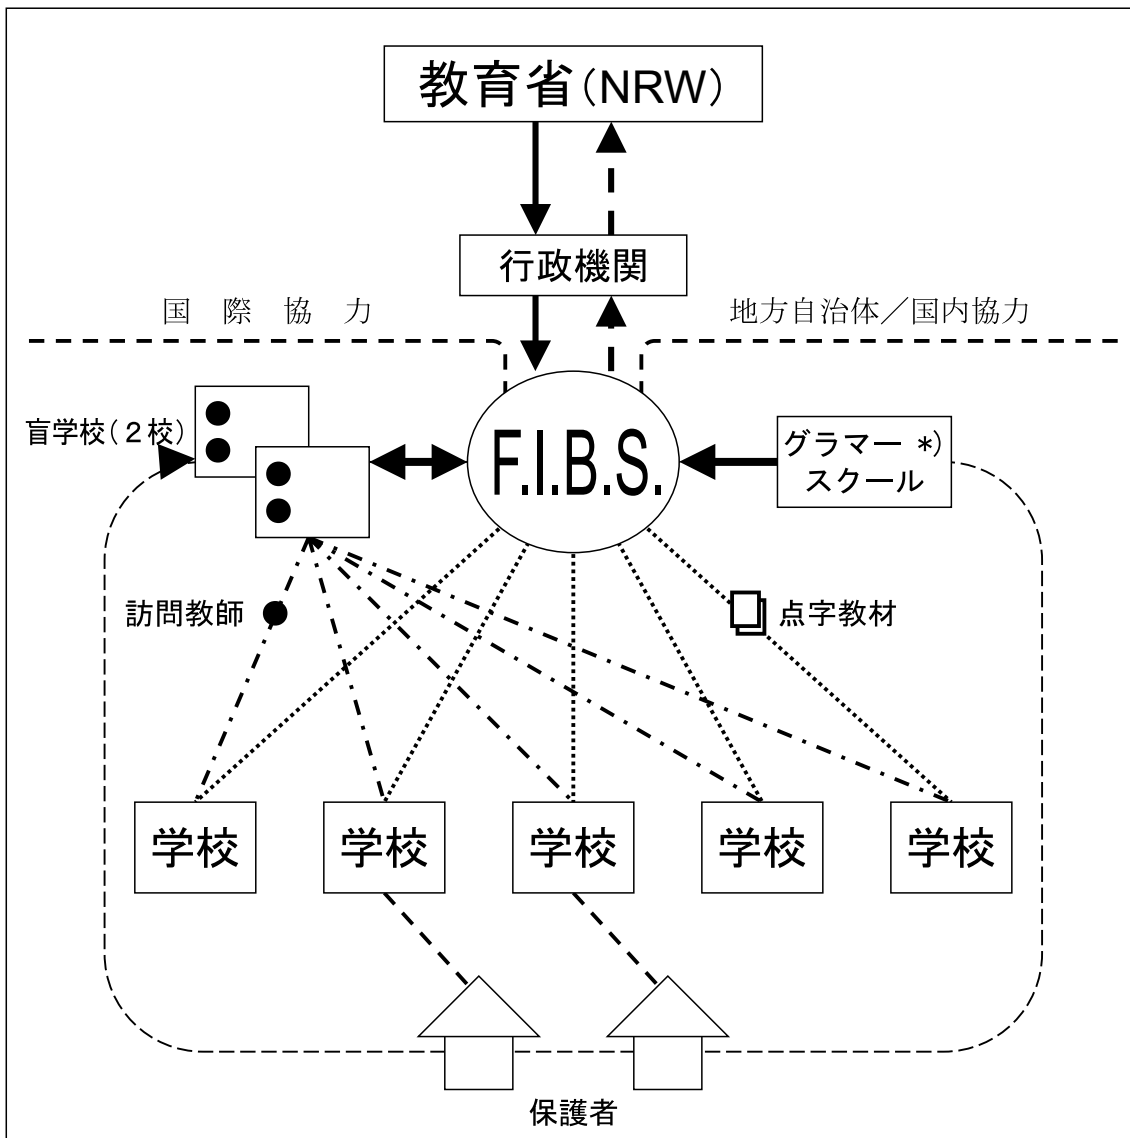 教育省(NRW)
行政機関
国際協力
地方自治体／国内協力
盲学校(２校)
F.I.B.S.
グラマー *)
スクール
訪問教師
点字教材
学校
学校
学校
学校
学校
保護者